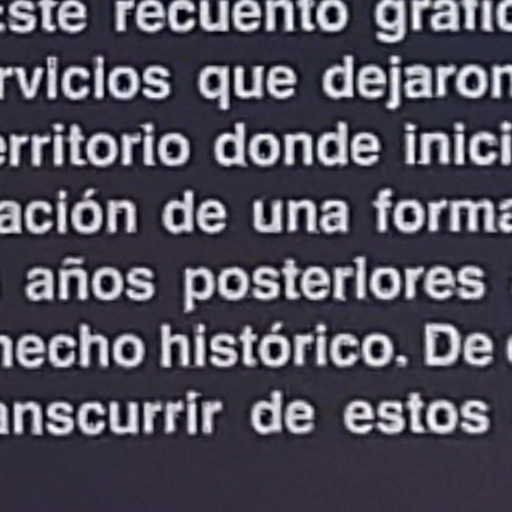 Este recuento gráfic
rvicios que dejaron
erritorio donde inici
ación de una forma
años posteriores
hecho histórico. De
anscurrir de estos